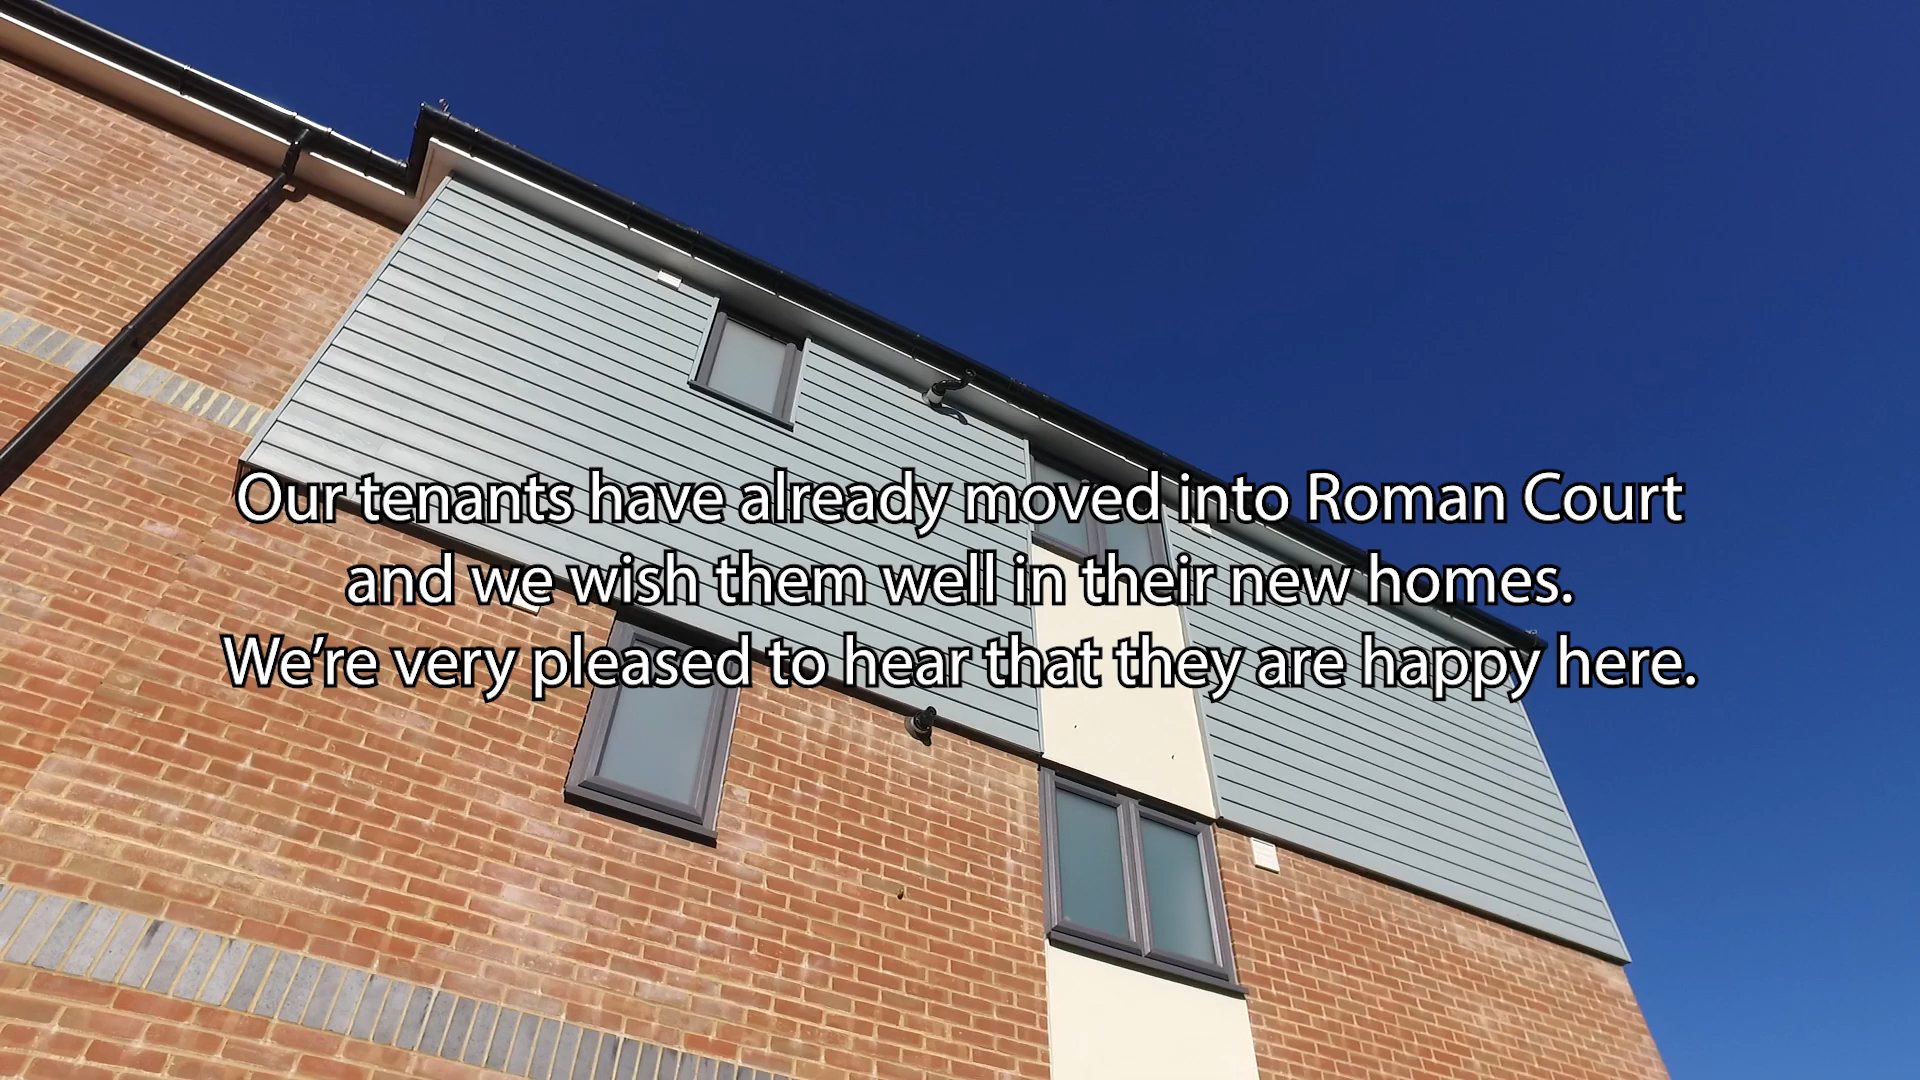 Our tenants have already moved into Roman Court
and we wish them well in their new homes.
We’re very pleased to hear that they are happy here.